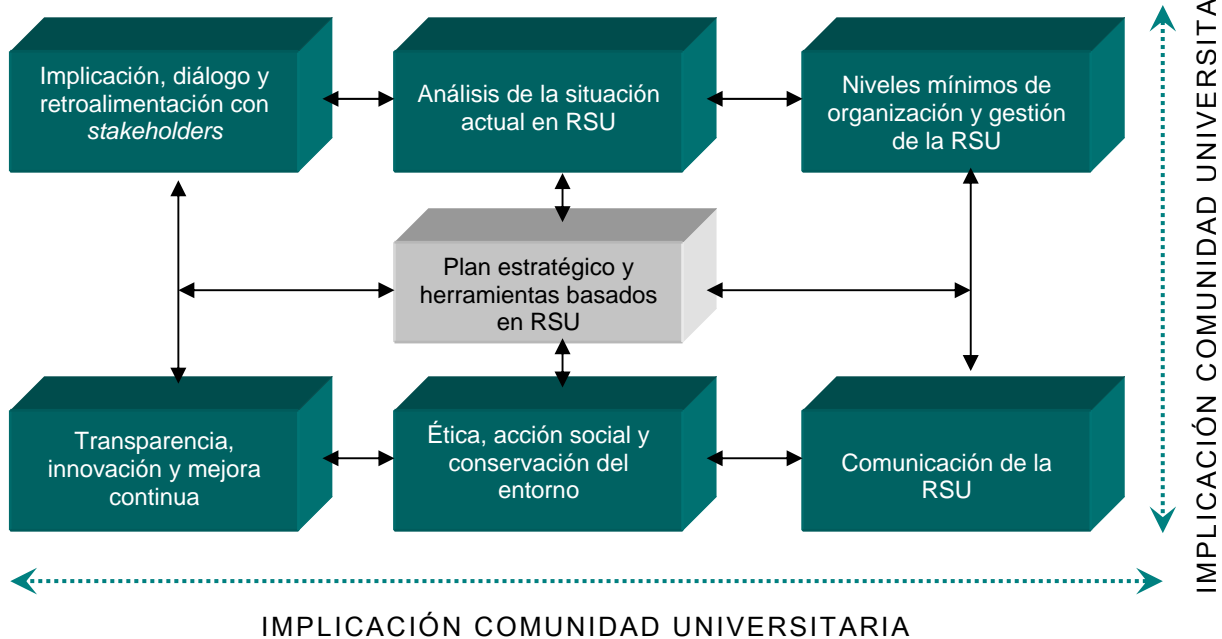 Implicación, diálogo y
retroalimentación con
stakeholders
Análisis de la situación
actual en RSU
Niveles mínimos de
organización y gestión
de la RSU
Plan estratégico y
herramientas basados
en RSU
Transparencia,
innovación y mejora
continua
Ética, acción social y
conservación del
entorno
Comunicación de la
RSU
IMPLICACIÓN COMUNIDAD UNIVERSITARIA
IMPLICACIÓN COMUNIDAD UNIVERSITA